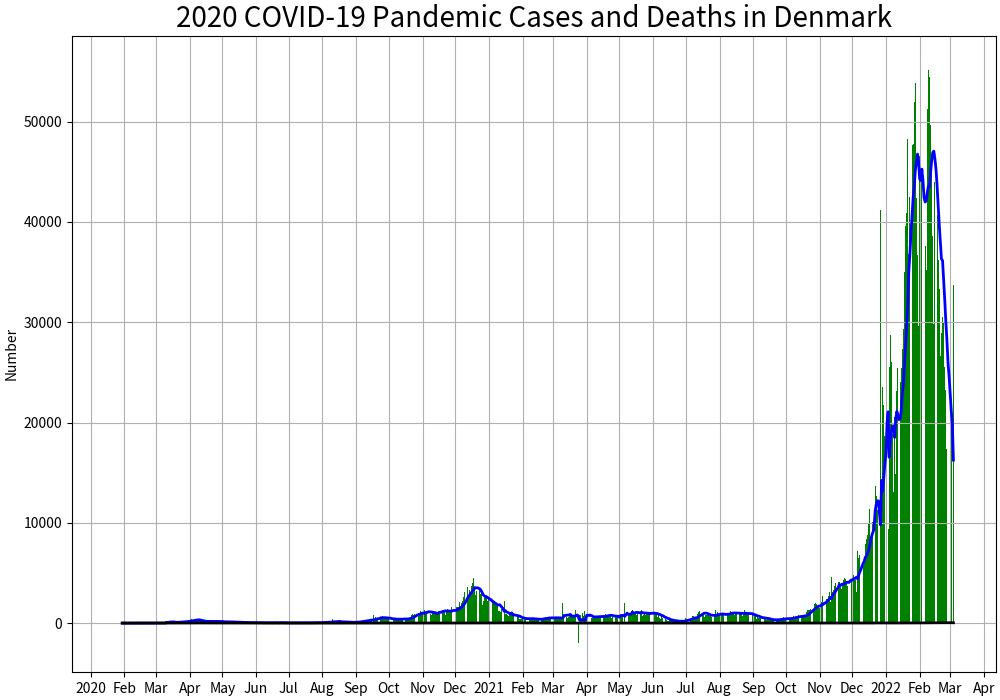 2020 COVID-19 Pandemic Cases and Deaths in Denmark
Number
50000
40000
30000
20000
10000
0
2020 Feb Mar Apr May Jun Jul Aug Sep Oct Nov Dec 2021 Feb Mar Apr May Jun Jul Aug Sep Oct Nov Dec 2022 Feb Mar Apr